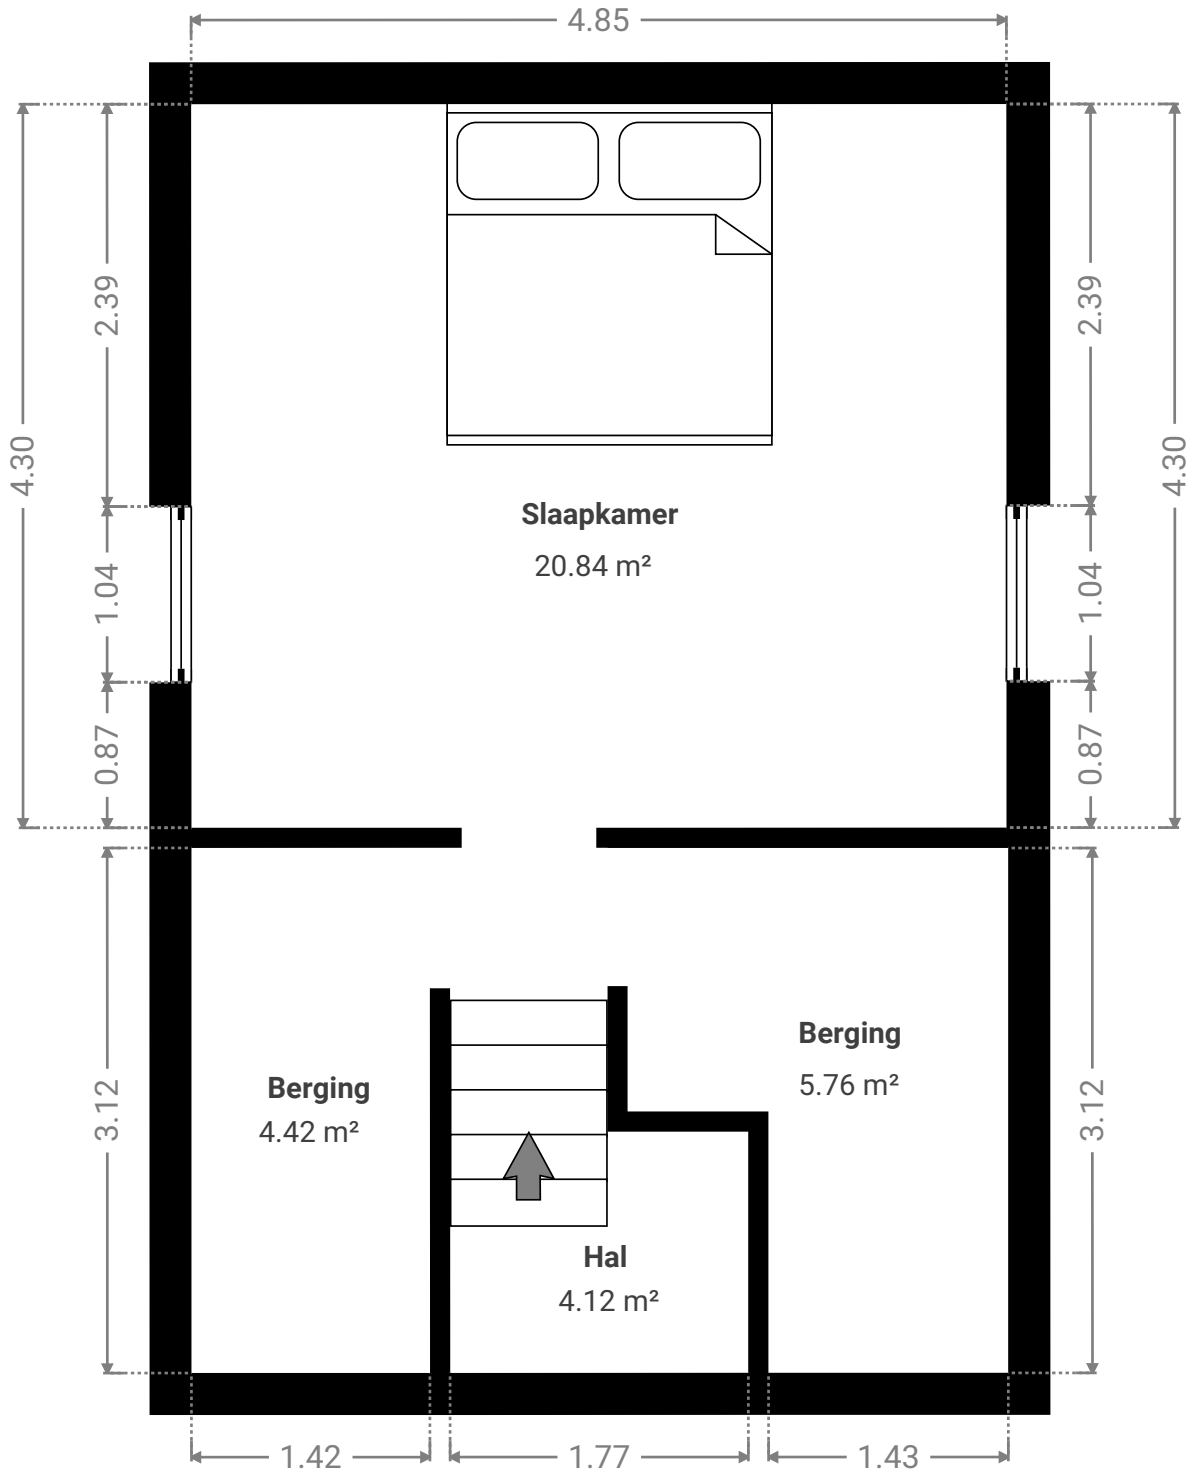 4.85
2.39
2.39
4.30
4.30
Slaapkamer
20.84 m²
1.04
1.04
0.87
0.87
Berging
5.76 m²
Berging
4.42 m²
3.12
3.12
Hal
4.12 m²
1.42
1.77
1.43